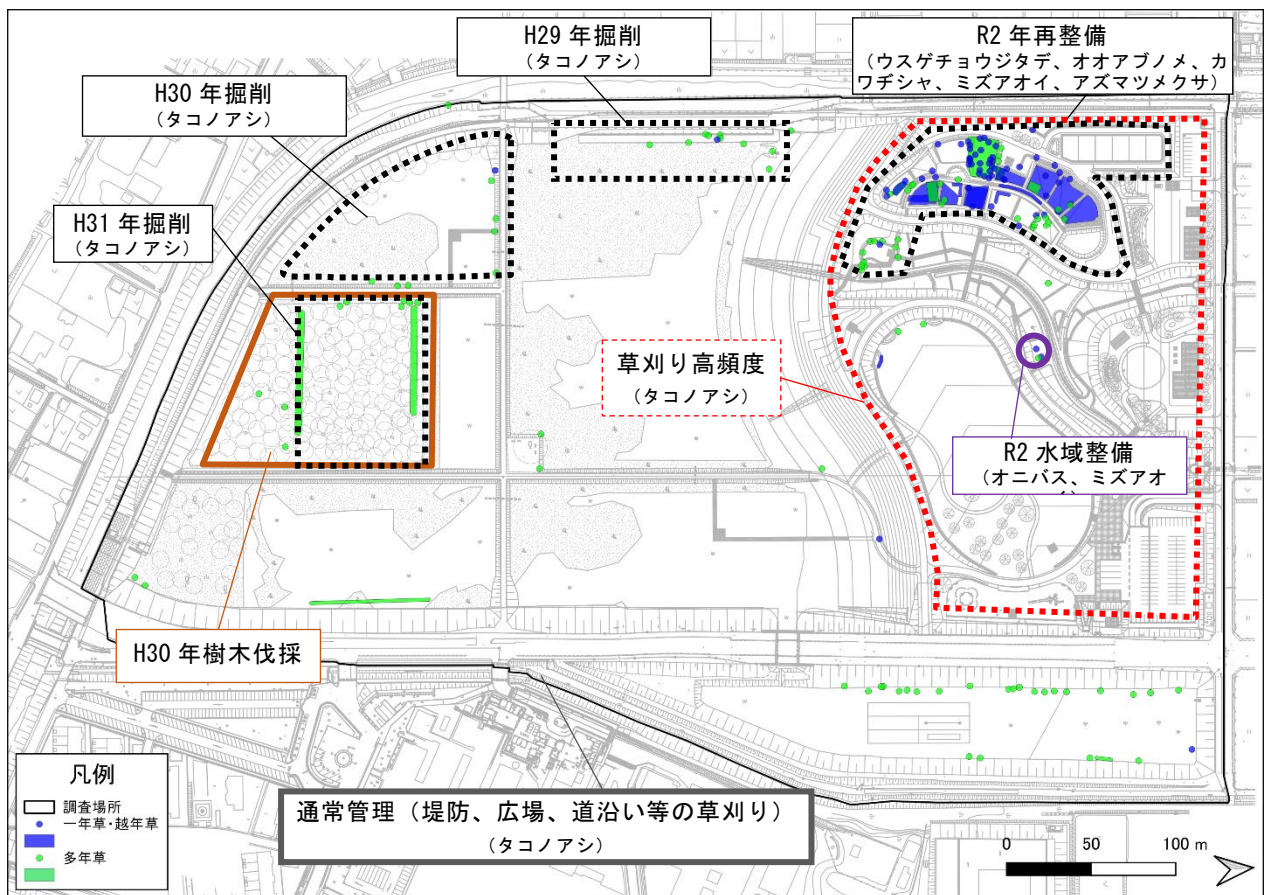 H29 年掘削
(タコノアシ)
R2 年再整備
(ウスゲチョウジタデ、オオアブノメ、カ
ワヂシャ、ミズアオイ、アズマツメクサ)
H30 年掘削
(タコノアシ)
H31 年掘削
(タコノアシ)
草刈り高頻度
(タコノアシ)
R2 水域整備
(オニバス、ミズアオ
H30 年樹木伐採
通常管理(堤防、広場、道沿い等の草刈り)
(タコノアシ)
凡例
調査場所
一年草・越年草
多年草
0 50 100 m